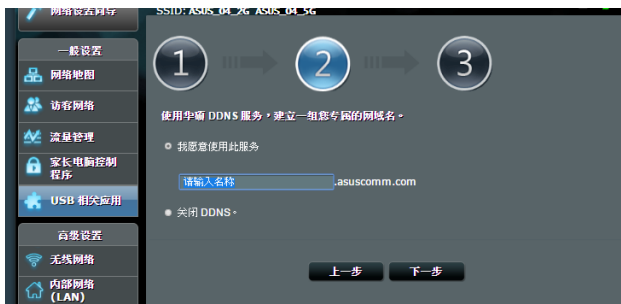 网络设置向导
SSID: ASUS_04_2G ASUS_04_5G
一般设置
网络地图
访客网络
流量管理
家长电脑控制
程序
USB 相关应用
高级设置
无线网络
内部网络
(LAN)
1
2
3
使用华硕 DDNS 服务，建立一组您专属的网域名。
我愿意使用此服务
请输入名称 .asuscomm.com
关闭 DDNS。
上一步 下一步